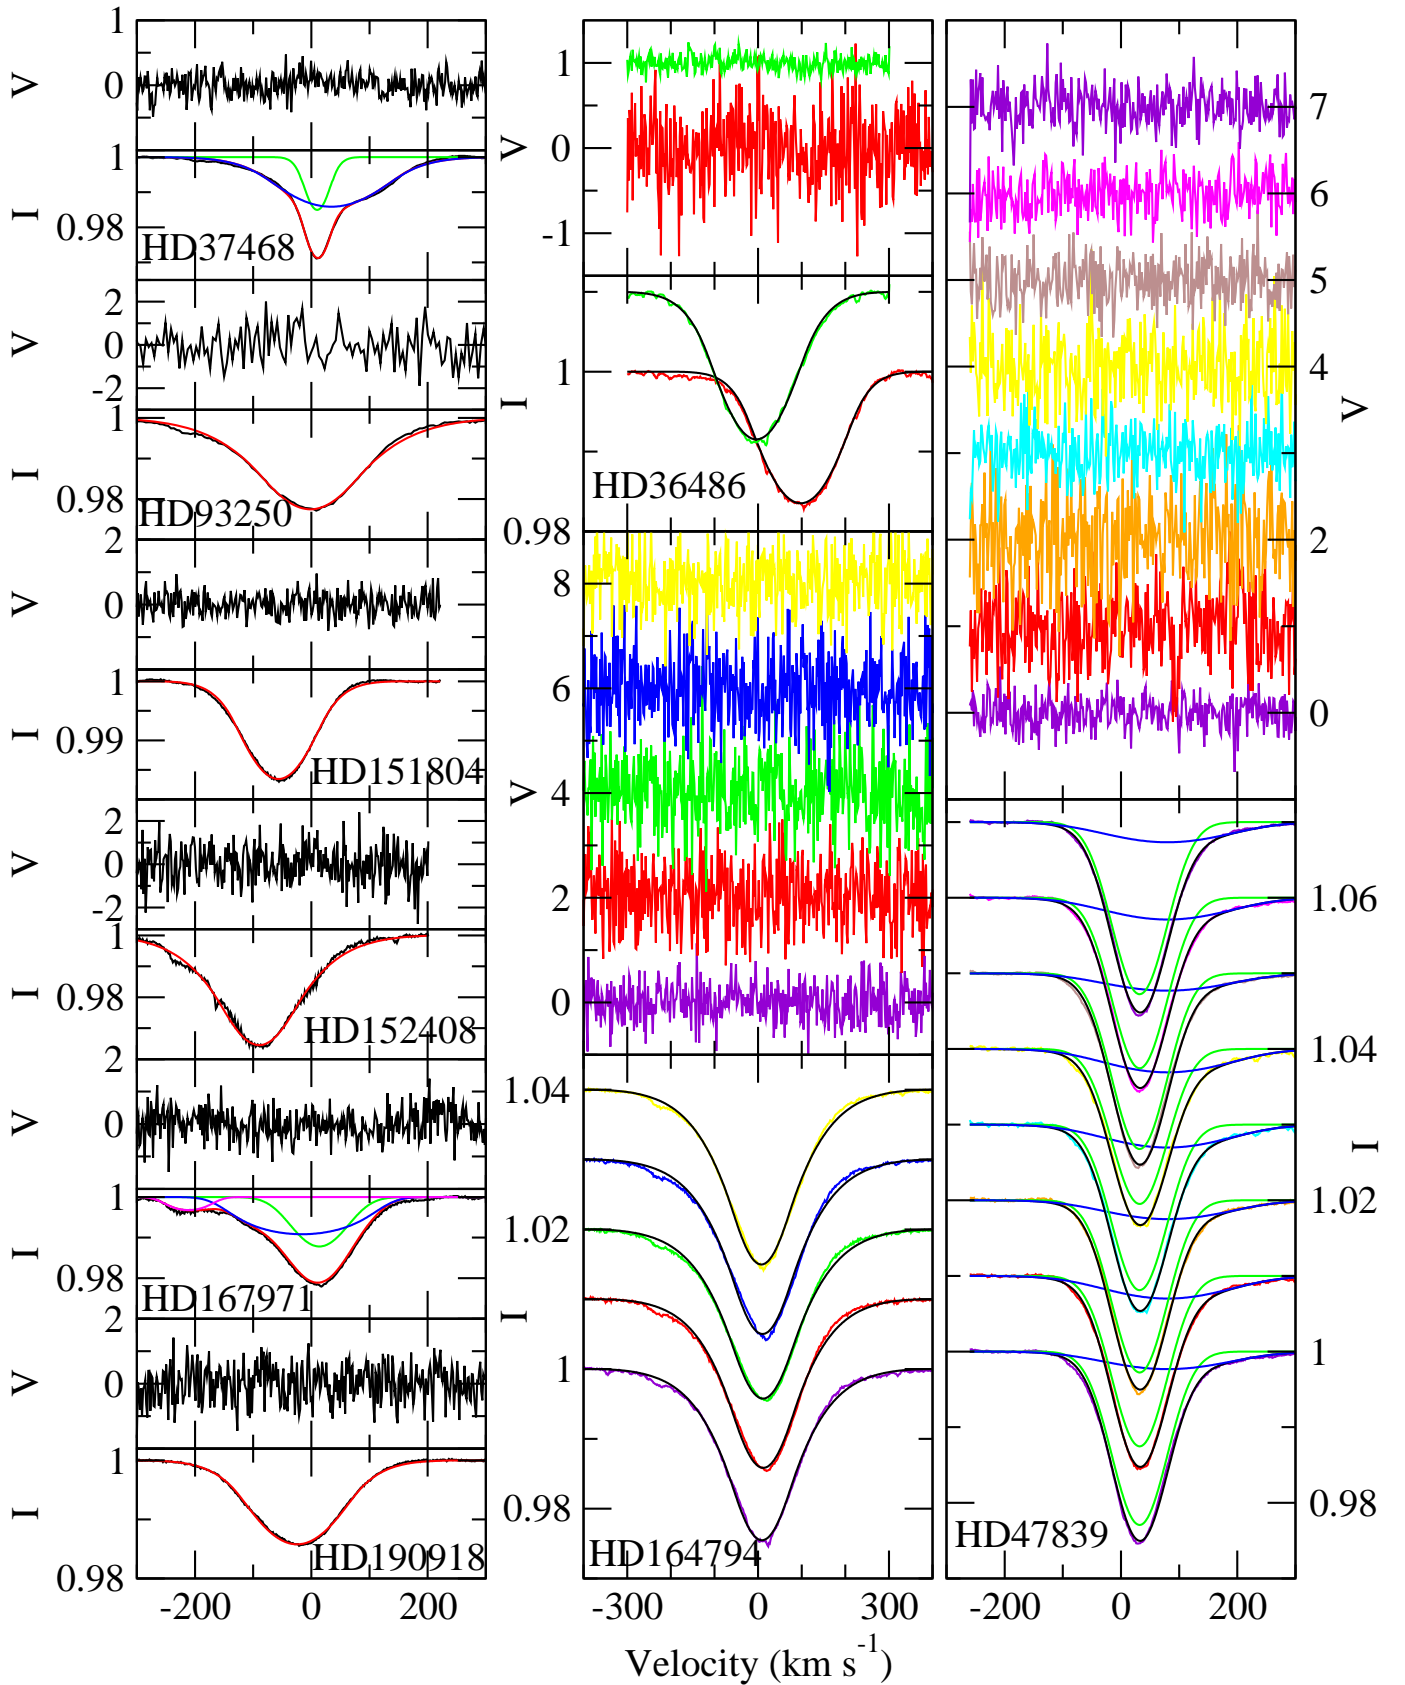 1
V
0
1
I
0.98
HD37468
2
V
0
-2
1
I
0.98
HD93250
2
V
0
1
I
0.99
HD151804
2
V
0
-2
1
I
0.98
HD152408
2
V
0
1
I
0.98
HD167971
2
V
0
1
I
0.98
HD190918
-200 0 200
1
V
0
-1
1
I
HD36486
0.98
8
6
V
4
2
0
1.04
1.02
I
1
0.98
HD164794
-300 0 300
Velocity (km s-1)
7
6
5
4
V
2
0
1.06
1.04
I
1.02
1
0.98
HD47839
-200 0 200